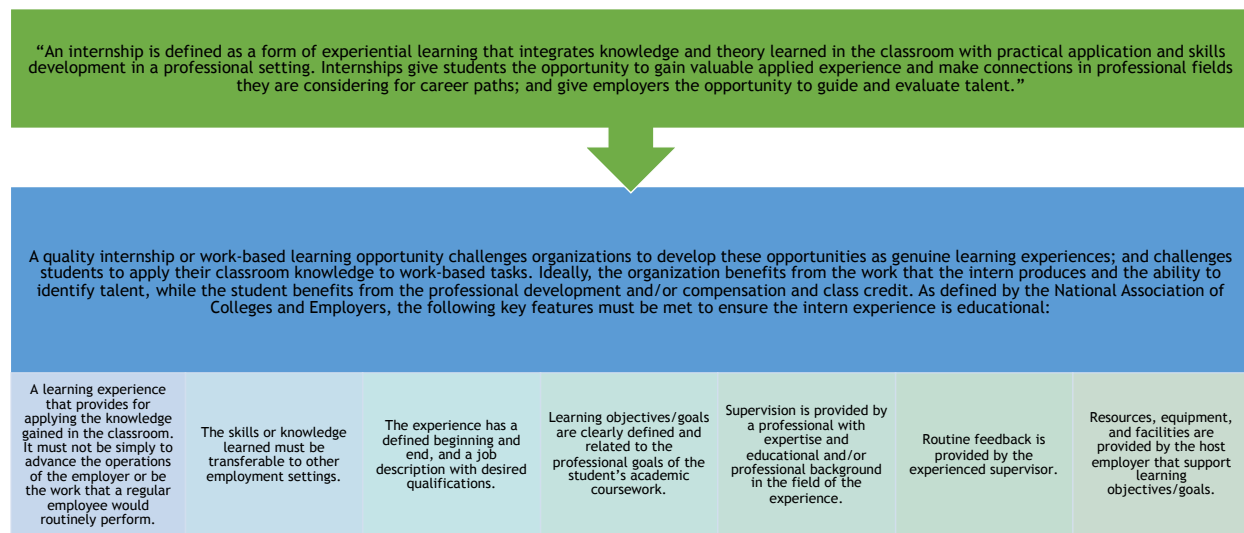 “An internship is defined as a form of experiential learning that integrates knowledge and theory learned in the classroom with practical application and skills
development in a professional setting. Internships give students the opportunity to gain valuable applied experience and make connections in professional fields
they are considering for career paths; and give employers the opportunity to guide and evaluate talent.”
A quality internship or work-based learning opportunity challenges organizations to develop these opportunities as genuine learning experiences; and challenges
students to apply their classroom knowledge to work-based tasks. Ideally, the organization benefits from the work that the intern produces and the ability to
identify talent, while the student benefits from the professional development and/or compensation and class credit. As defined by the National Association of
Colleges and Employers, the following key features must be met to ensure the intern experience is educational:
A learning experience
that provides for
applying the knowledge
gained in the classroom.
It must not be simply to
advance the operations
of the employer or be
the work that a regular
employee would
routinely perform.
The skills or knowledge
learned must be
transferable to other
employment settings.
The experience has a
defined beginning and
end, and a job
description with desired
qualifications.
Learning objectives/goals
are clearly defined and
related to the
professional goals of the
student’s academic
coursework.
Supervision is provided by
a professional with
expertise and
educational and/or
professional background
in the field of the
experience.
Routine feedback is
provided by the
experienced supervisor.
Resources, equipment,
and facilities are
provided by the host
employer that support
learning
objectives/goals.